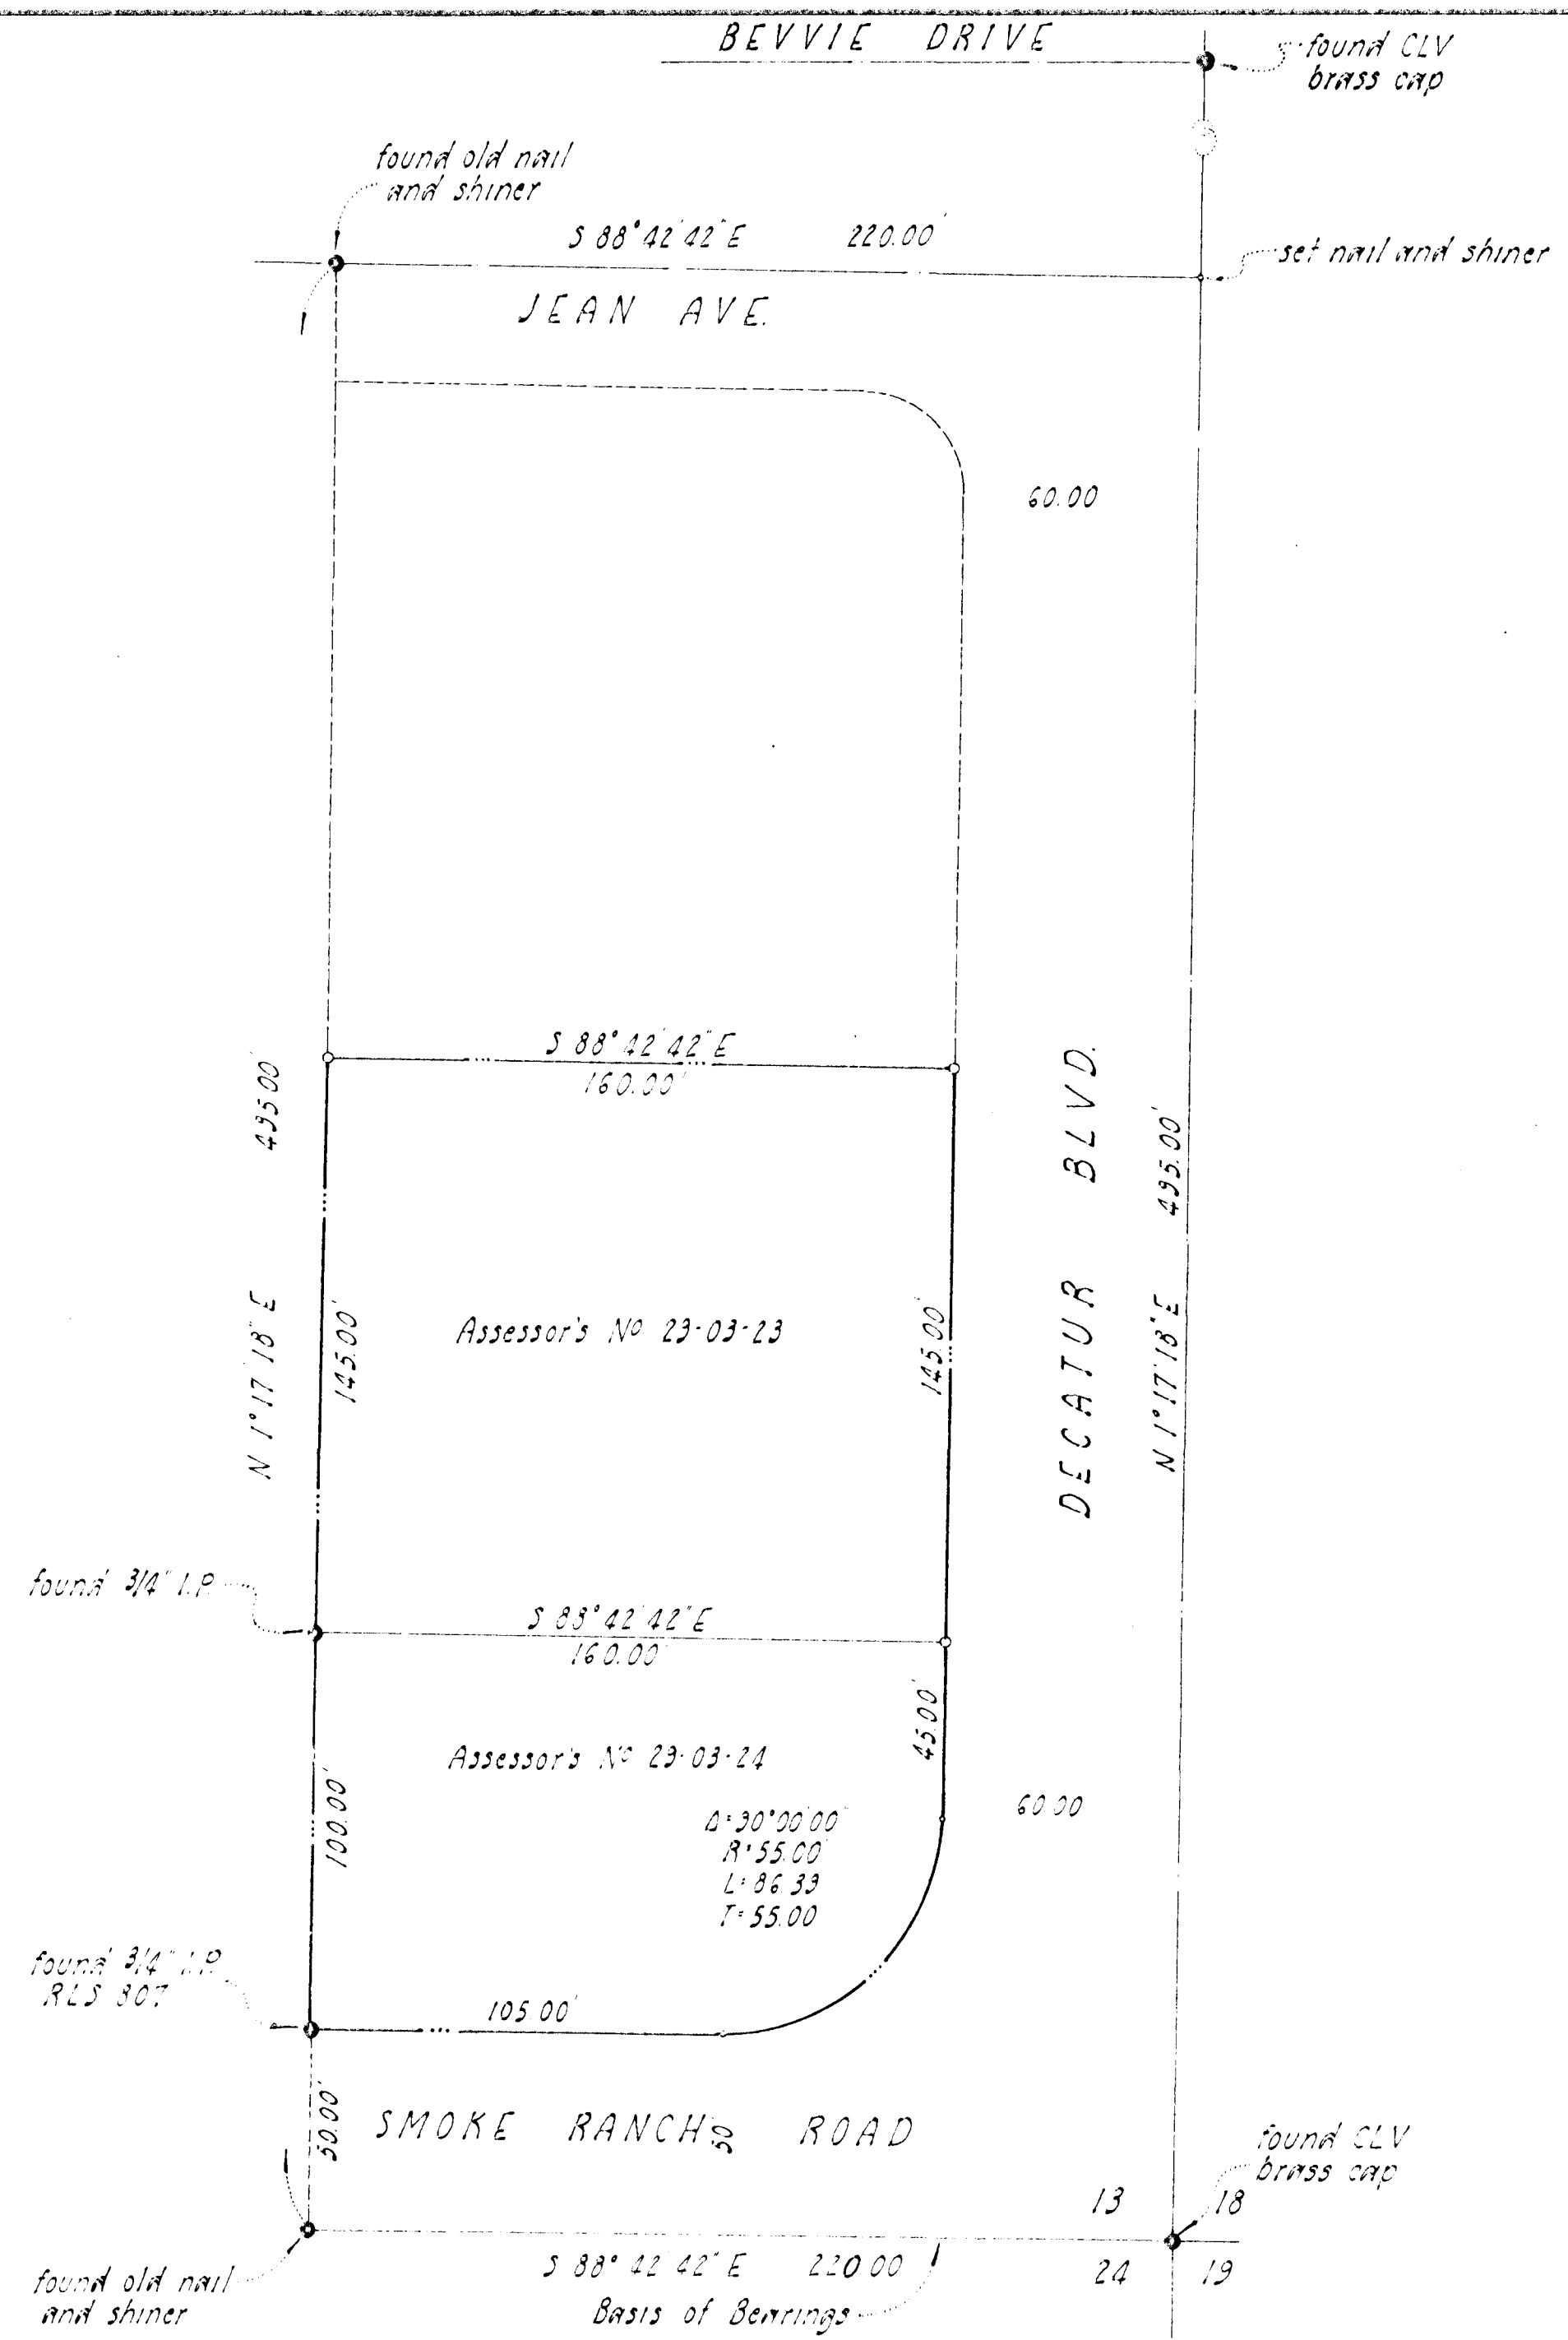 BEVVIE DRIVE
found CLV
brass cap
found old nail
and shiner
S 88° 42' 42" E 220.00'
set nail and shiner
JEAN AVE.
60.00
S 88° 42' 42" E
160.00'
495.00'
N 1° 17' 18" E
145.00'
Assessor's No 29-03-23
145.00'
DECATUR BLVD.
N 1° 17' 18" E 495.00'
found 3/4" I.P.
S 88° 42' 42" E
160.00'
45.00'
Assessor's No 29-03-24
100.00'
Δ=90°00'00"
R=55.00'
L=86.39
T=55.00
60.00
found 3/4" I.P.
RLS 807
105.00'
50.00'
SMOKE RANCH ROAD
50
found CLV
brass cap
13 18
24 19
S 88° 42' 42" E 220.00
Basis of Bearings
found old nail
and shiner